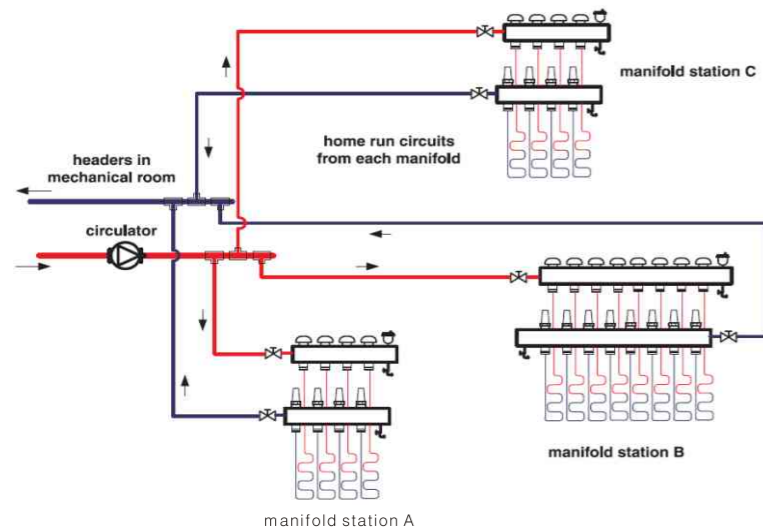 manifold station C
home run circuits
from each manifold
headers in
mechanical room
circulator
manifold station B
manifold station A